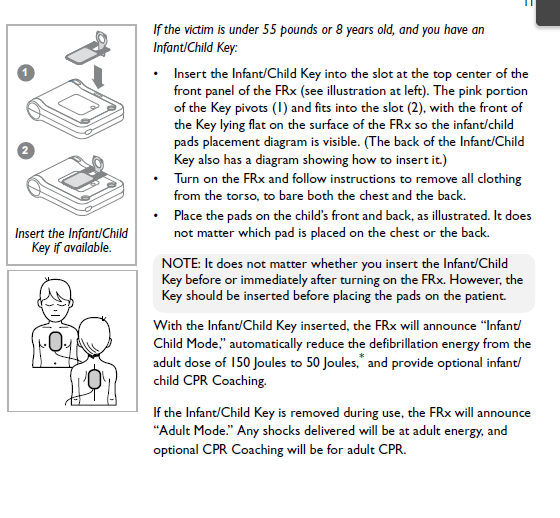 If the victim is under 55 pounds or 8 years old, and you have an
Infant/Child Key:
1
2
Insert the Infant/Child
Key if available.
• Insert the Infant/Child Key into the slot at the top center of the
front panel of the FRx (see illustration at left). The pink portion
of the Key pivots (1) and fits into the slot (2), with the front of
the Key lying flat on the surface of the FRx so the infant/child
pads placement diagram is visible. (The back of the Infant/Child
Key also has a diagram showing how to insert it.)
• Turn on the FRx and follow instructions to remove all clothing
from the torso, to bare both the chest and the back.
• Place the pads on the child's front and back, as illustrated. It does
not matter which pad is placed on the chest or the back.
NOTE: It does not matter whether you insert the Infant/Child
Key before or immediately after turning on the FRx. However, the
Key should be inserted before placing the pads on the patient.
With the Infant/Child Key inserted, the FRx will announce “Infant/
Child Mode,” automatically reduce the defibrillation energy from the
adult dose of 150 Joules to 50 Joules,* and provide optional infant/
child CPR Coaching.
If the Infant/Child Key is removed during use, the FRx will announce
“Adult Mode.” Any shocks delivered will be at adult energy, and
optional CPR Coaching will be for adult CPR.